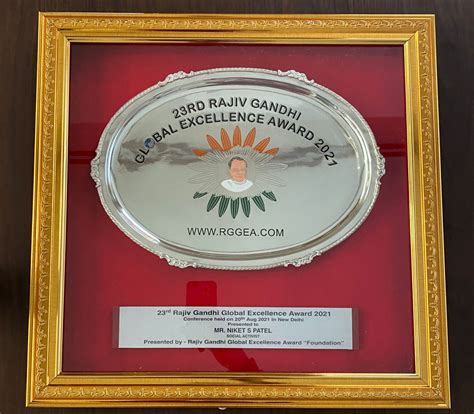 23RD RAJIV GANDHI
GLOBAL EXCELLENCE AWARD 2021
WWW.RGGEA.COM
23rd Rajiv Gandhi Global Excellence Award 2021
Conference held on 20th Aug 2021 in New Delhi
Presented to
MR. NIKET S PATEL
SOCIAL ACTIVIST
Presented by - Rajiv Gandhi Global Excellence Award "Foundation"